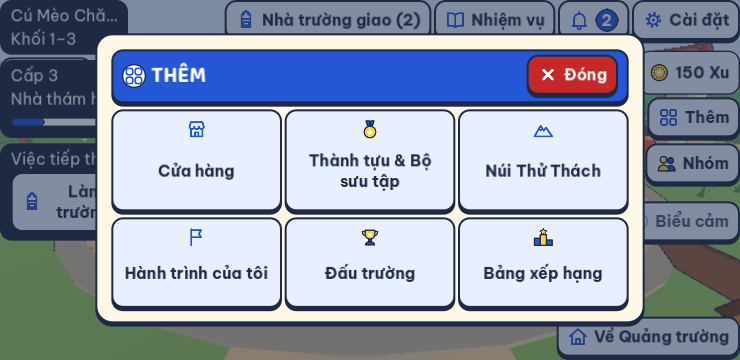 Cú Mèo Chă...
Khối 1-3
Nhà trường giao (2)
Nhiệm vụ
2
Cài đặt
Cấp 3
Nhà thám
150 Xu
Thêm
Nhóm
Biểu cảm
Việc tiếp
Làm
trườn
THÊM
Đóng
Cửa hàng
Thành tựu & Bộ
sưu tập
Núi Thử Thách
Hành trình của tôi
Đấu trường
Bảng xếp hạng
Về Quảng trường